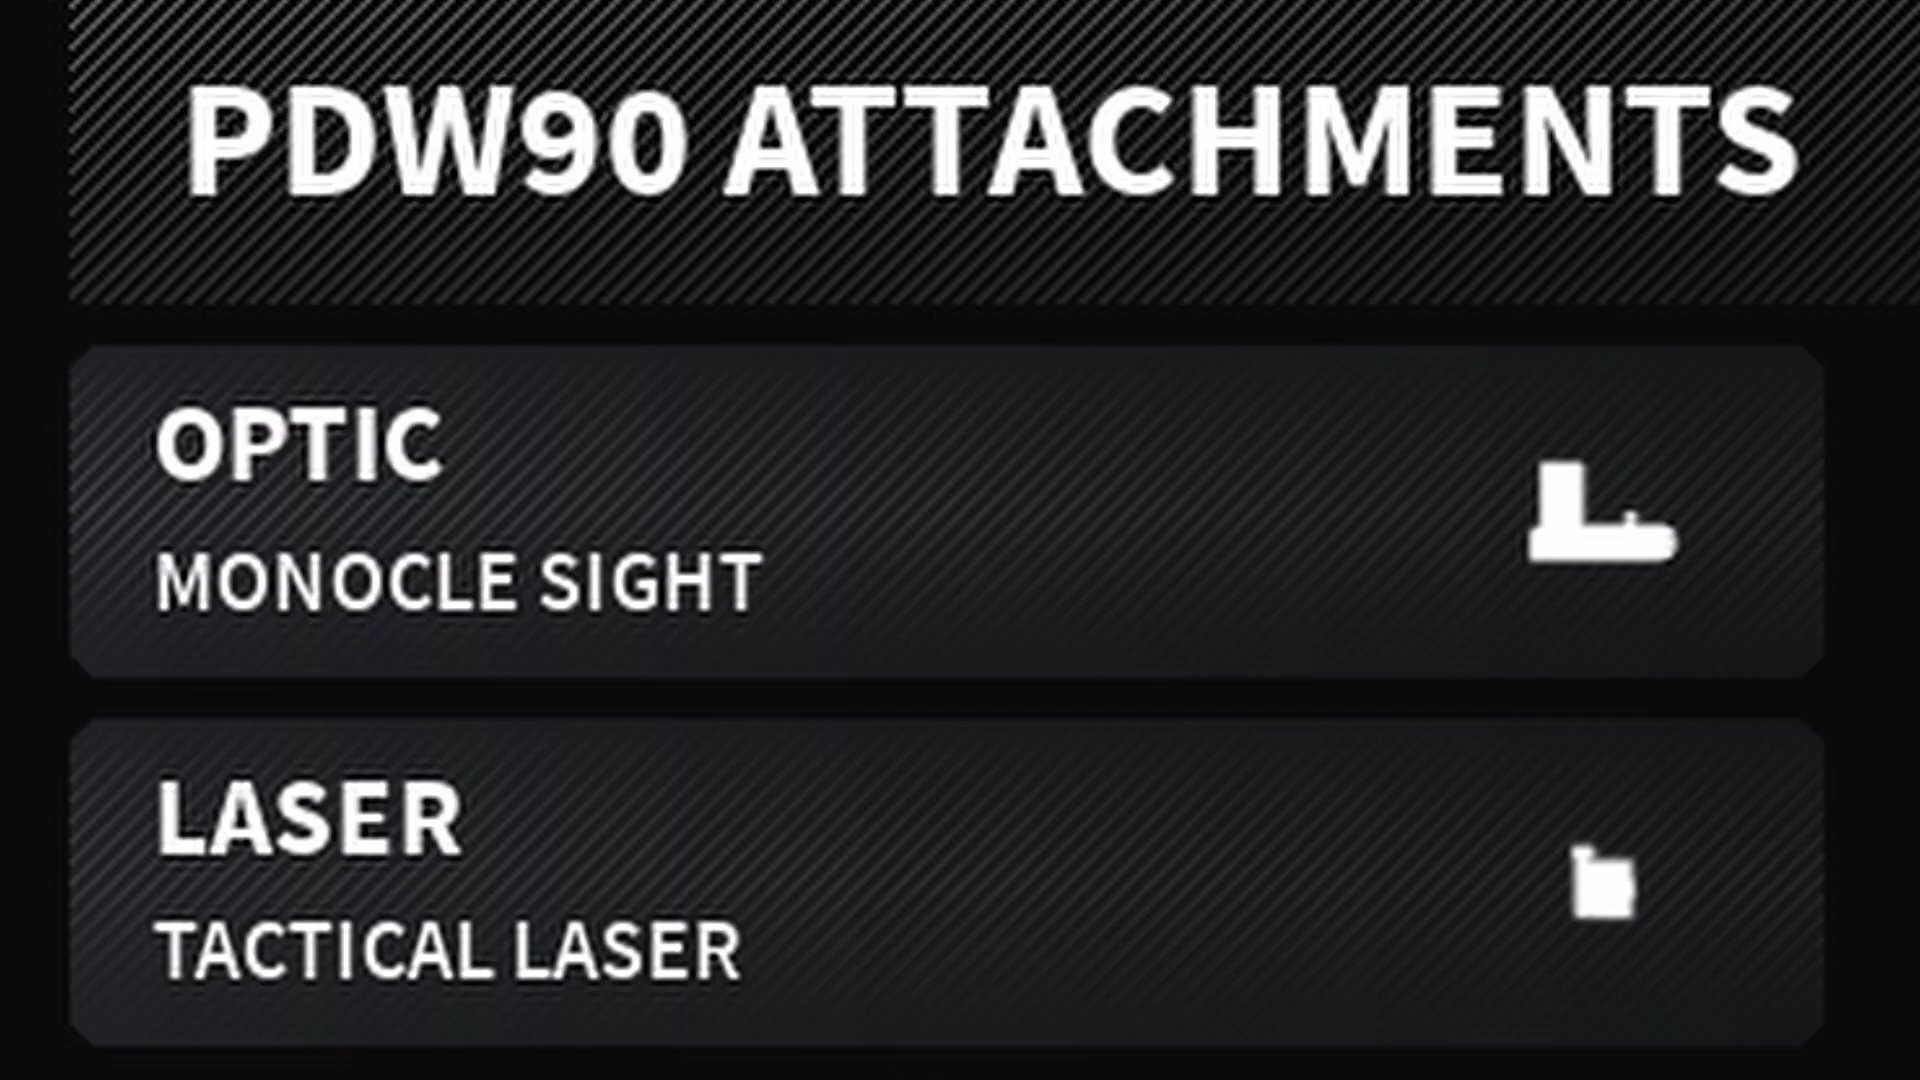 PDW90 ATTACHMENTS
OPTIC
MONOCLE SIGHT
LASER
TACTICAL LASER